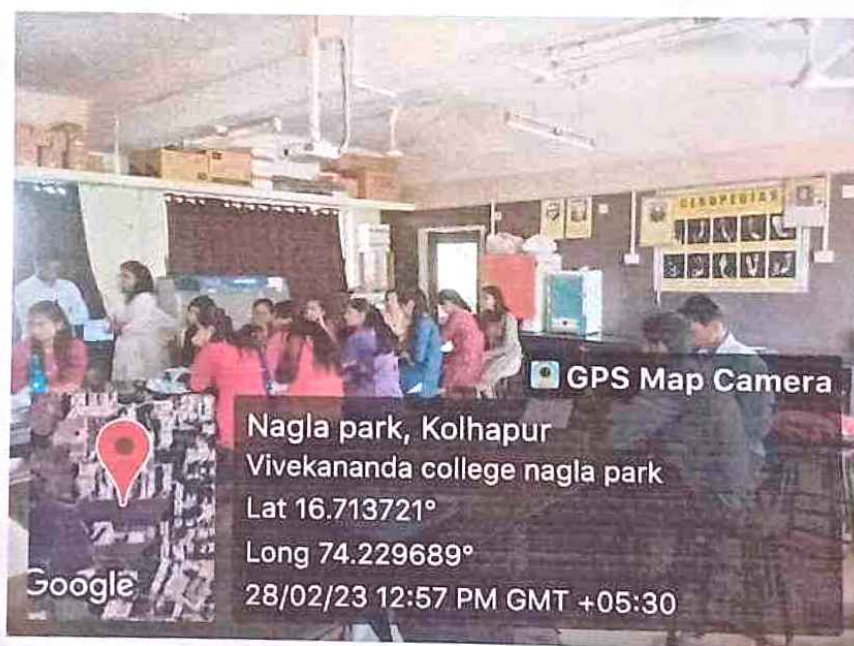 GPS Map Camera
Nagla park, Kolhapur
Vivekananda college nagla park
Lat 16.713721°
Long 74.229689°
28/02/23 12:57 PM GMT +05:30
Google